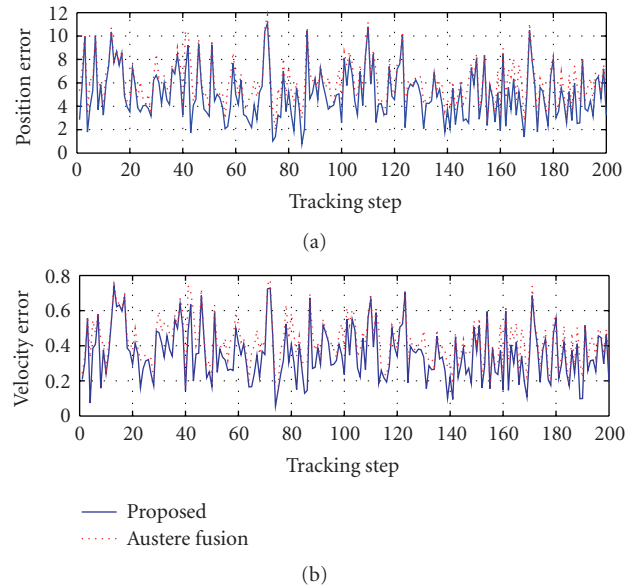 12
10
8
6
4
2
0
Position error
0 20 40 60 80 100 120 140 160 180 200
Tracking step
(a)
0.8
0.6
0.4
0.2
0
Velocity error
0 20 40 60 80 100 120 140 160 180 200
Tracking step
Proposed
Austere fusion
(b)